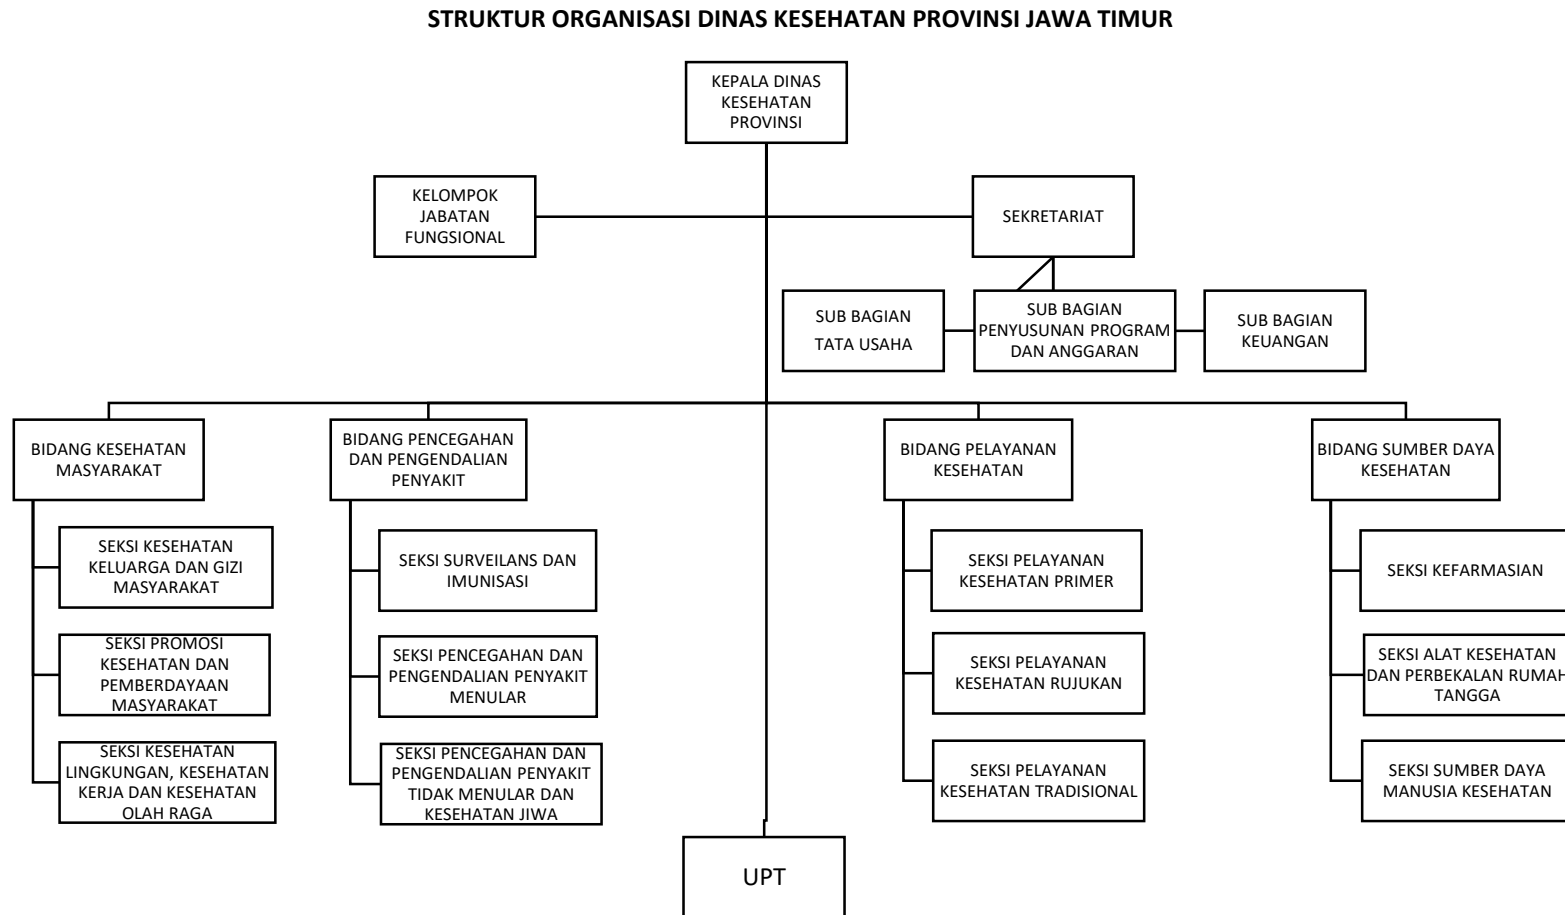 STRUKTUR ORGANISASI DINAS KESEHATAN PROVINSI JAWA TIMUR
KEPALA DINAS
KESEHATAN
PROVINSI
KELOMPOK
JABATAN
FUNGSIONAL
SEKRETARIAT
SUB BAGIAN
TATA USAHA
SUB BAGIAN
PENYUSUNAN PROGRAM
DAN ANGGARAN
SUB BAGIAN
KEUANGAN
BIDANG KESEHATAN
MASYARAKAT
BIDANG PENCEGAHAN
DAN PENGENDALIAN
PENYAKIT
BIDANG PELAYANAN
KESEHATAN
BIDANG SUMBER DAYA
KESEHATAN
SEKSI KESEHATAN
KELUARGA DAN GIZI
MASYARAKAT
SEKSI SURVEILANS DAN
IMUNISASI
SEKSI PELAYANAN
KESEHATAN PRIMER
SEKSI KEFARMASIAN
SEKSI PROMOSI
KESEHATAN DAN
PEMBERDAYAAN
MASYARAKAT
SEKSI PENCEGAHAN DAN
PENGENDALIAN PENYAKIT
MENULAR
SEKSI PELAYANAN
KESEHATAN RUJUKAN
SEKSI ALAT KESEHATAN
DAN PERBEKALAN RUMAH
TANGGA
SEKSI KESEHATAN
LINGKUNGAN, KESEHATAN
KERJA DAN KESEHATAN
OLAH RAGA
SEKSI PENCEGAHAN DAN
PENGENDALIAN PENYAKIT
TIDAK MENULAR DAN
KESEHATAN JIWA
SEKSI PELAYANAN
KESEHATAN TRADISIONAL
SEKSI SUMBER DAYA
MANUSIA KESEHATAN
UPT